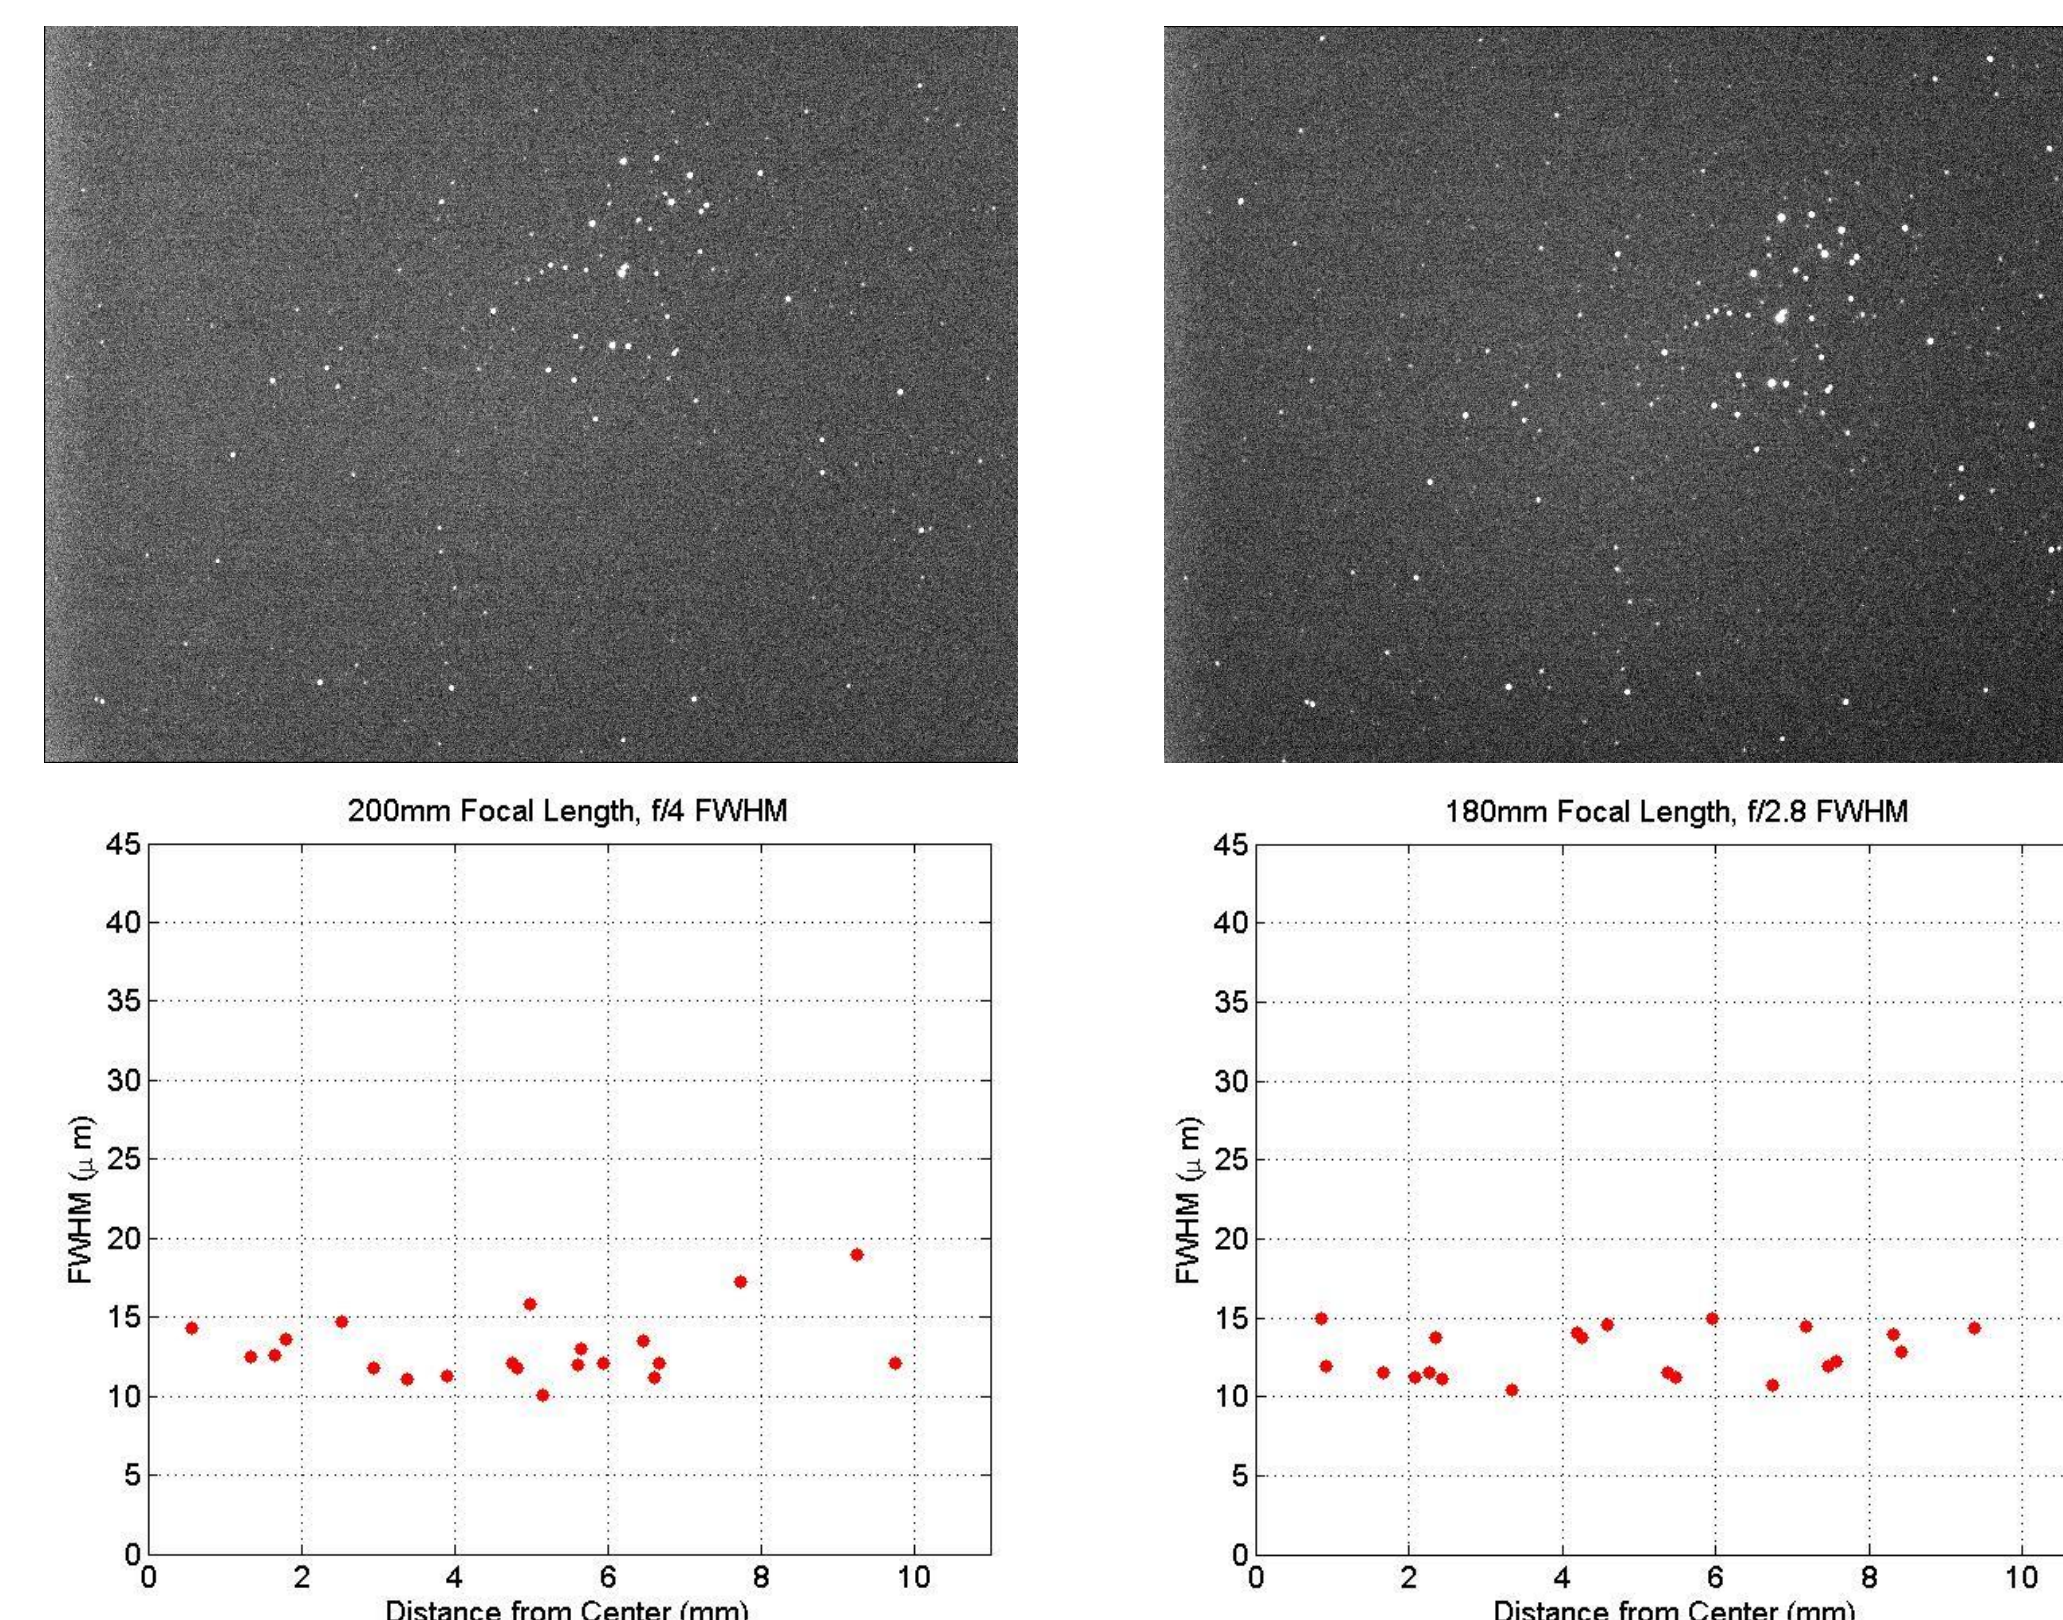 200mm Focal Length, f/4 FWHM
45
40
35
30
25
20
15
10
5
0
FWHM (μ m)
0 2 4 6 8 10
Distance from Center (mm)
180mm Focal Length, f/2.8 FWHM
45
40
35
30
25
20
15
10
5
0
FWHM (μ m)
0 2 4 6 8 10
Distance from Center (mm)